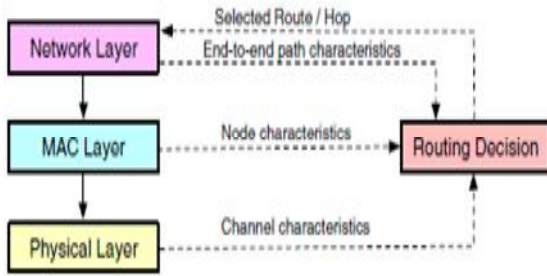 Selected Route / Hop
Network Layer
End-to-end path characteristics
Node characteristics
MAC Layer
Routing Decision
Channel characteristics
Physical Layer